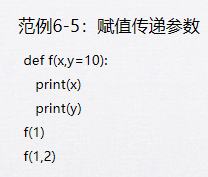 范例6-5：赋值传递参数
def f(x,y=10):
print(x)
print(y)
f(1)
f(1,2)